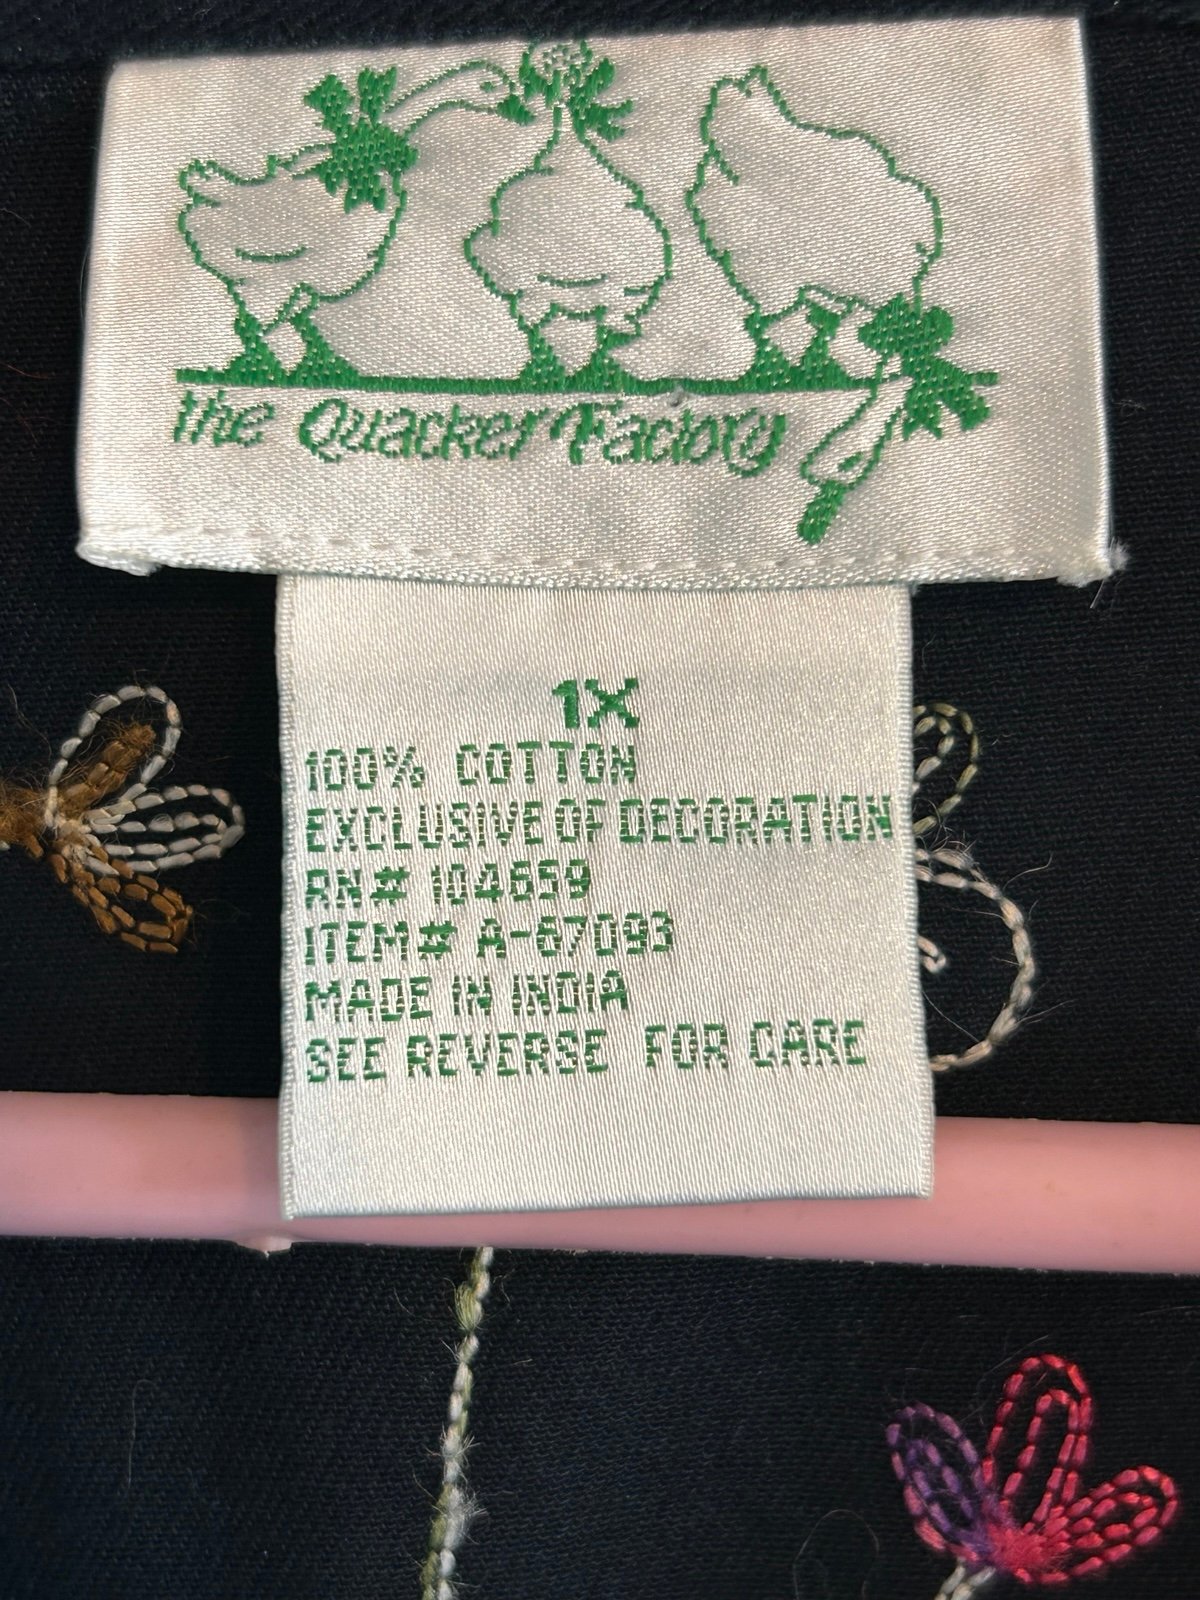 the Quacker Factory
1X
100% COTTON
EXCLUSIVE OF DECORATION
RN# 104659
ITEM# A-67093
MADE IN INDIA
SEE REVERSE FOR CARE